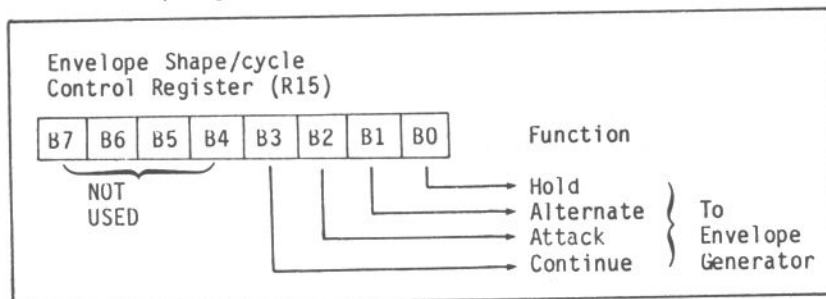 Envelope Shape/cycle
Control Register (R15)
B7 B6 B5 B4 B3 B2 B1 B0 Function
NOT
USED
Hold
Alternate
Attack
Continue
To
Envelope
Generator